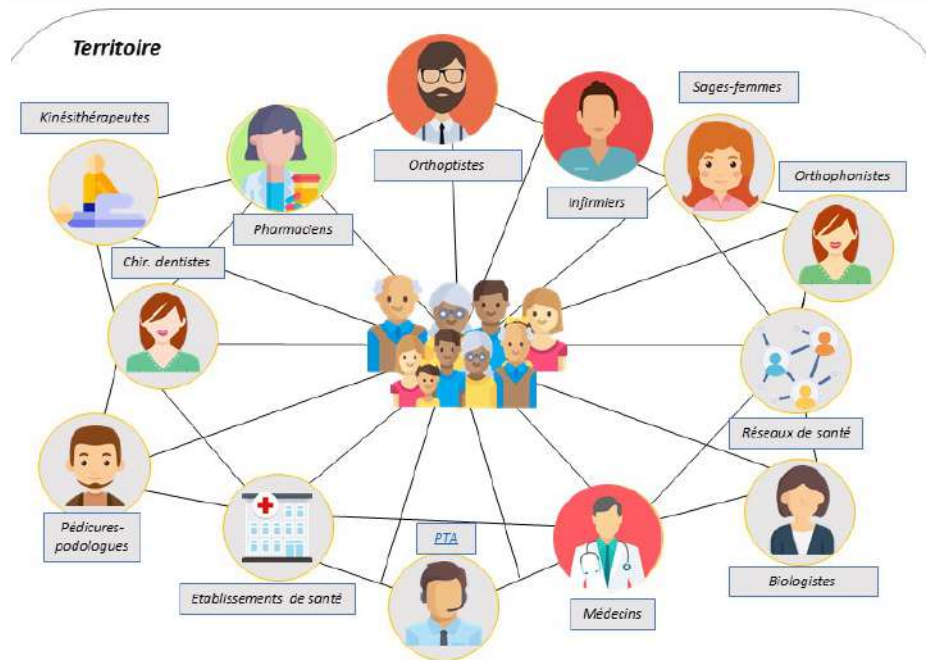 Territoire
Sages-femmes
Kinésithérapeutes
Orthoptistes
Orthophonistes
Infirmiers
Pharmaciens
Chir. dentistes
Réseaux de santé
Pédicures-
podologues
PTA
Biologistes
Etablissements de santé
Médecins